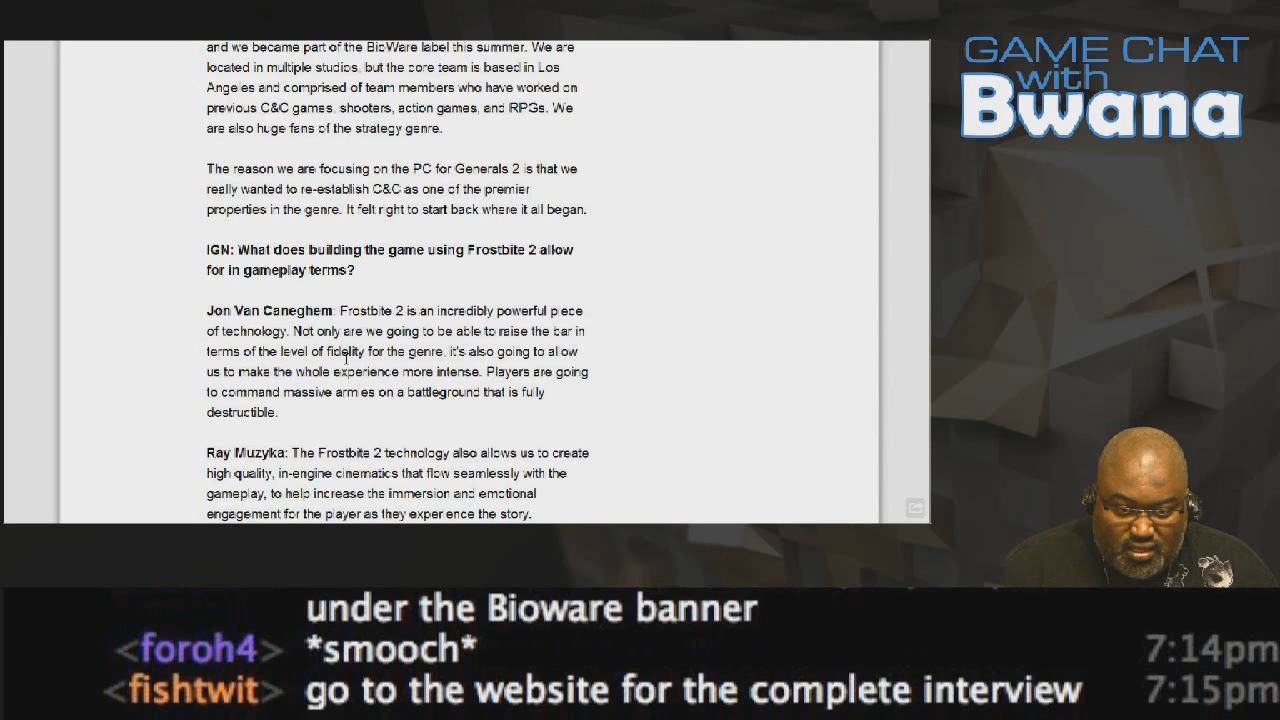 and we became part of the BioWare label this summer. We are
located in multiple studios, but the core team is based in Los
Angeles and comprised of team members who have worked on
previous C&C games, shooters, action games, and RPGs. We
are also huge fans of the strategy genre.
The reason we are focusing on the PC for Generals 2 is that we
really wanted to re-establish C&C as one of the premier
properties in the genre. It felt right to start back where it all began.
IGN: What does building the game using Frostbite 2 allow
for in gameplay terms?
Jon Van Caneghem: Frostbite 2 is an incredibly powerful piece
of technology. Not only are we going to be able to raise the bar in
terms of the level of fidelity for the genre, it's also going to allow
us to make the whole experience more intense. Players are going
to command massive armies on a battleground that is fully
destructible.
Ray Muzyka: The Frostbite 2 technology also allows us to create
high quality, in-engine cinematics that flow seamlessly with the
gameplay, to help increase the immersion and emotional
engagement for the player as they experience the story.
GAME CHAT
with
Bwana
under the Bioware banner
<foroh4> *smooch* 7:14pm
<fishtwit> go to the website for the complete interview 7:15pm